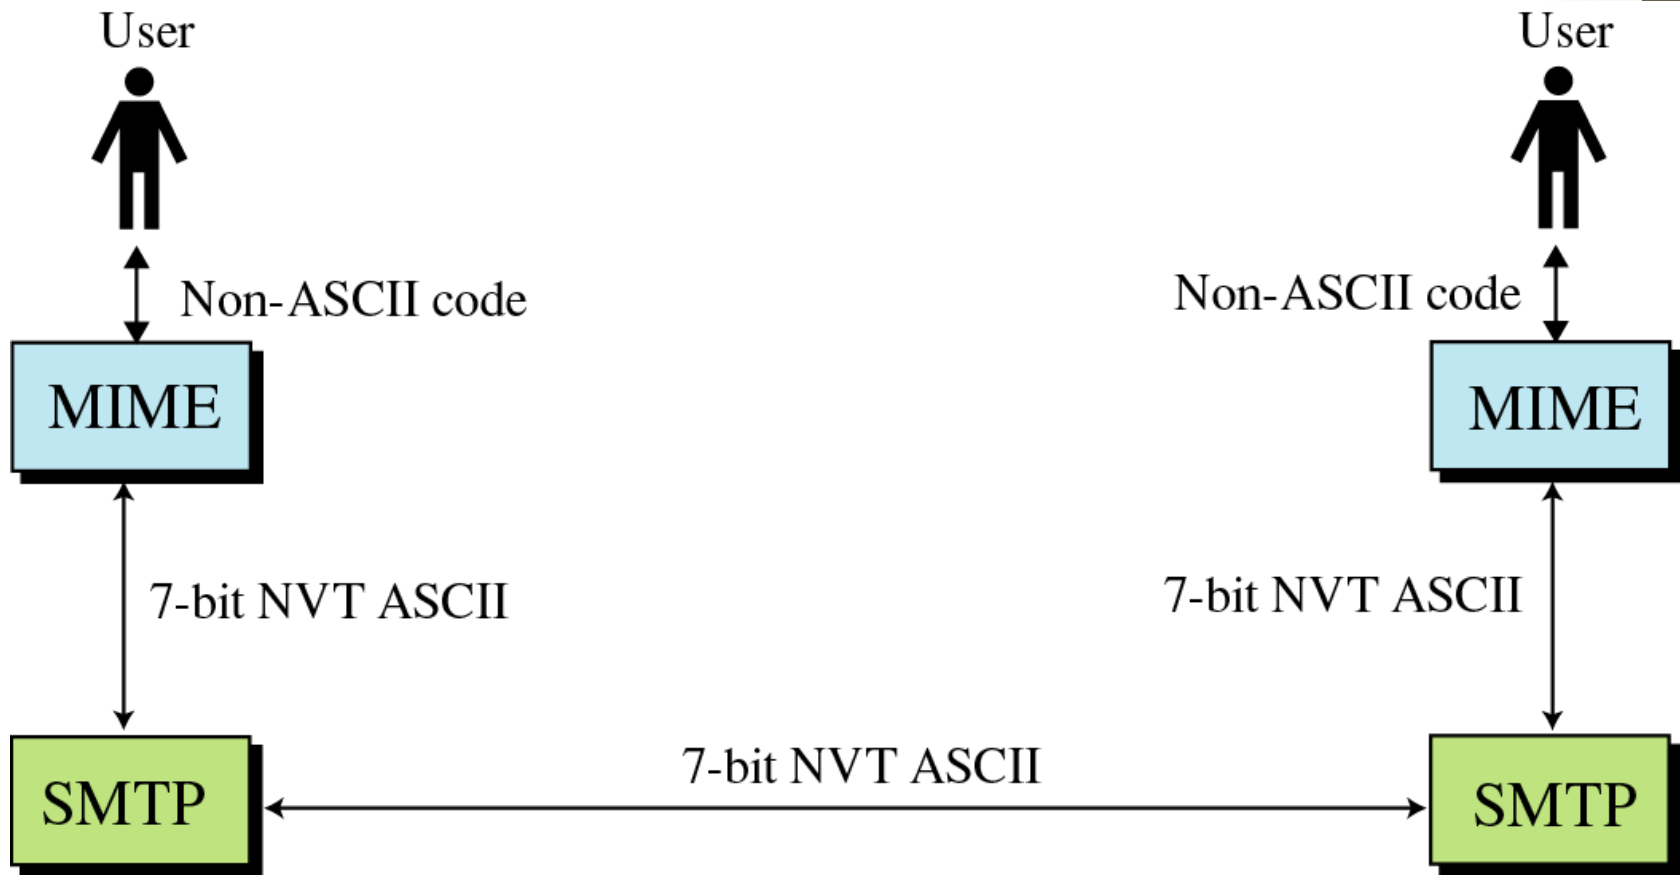 User
User
Non-ASCII code
Non-ASCII code
MIME
MIME
7-bit NVT ASCII
7-bit NVT ASCII
7-bit NVT ASCII
SMTP
SMTP